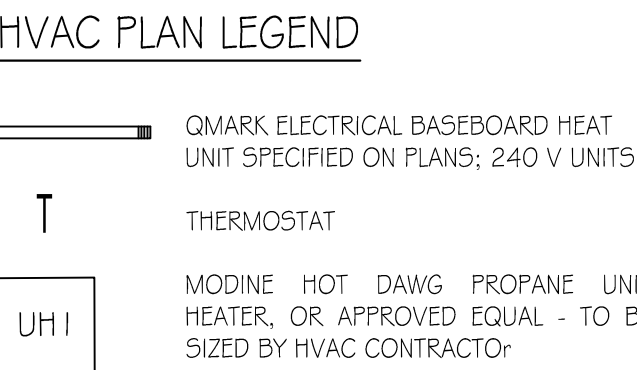 HVAC PLAN LEGEND
QMARK ELECTRICAL BASEBOARD HEAT
UNIT SPECIFIED ON PLANS; 240 V UNITS
T
THERMOSTAT
MODINE HOT DAWG PROPANE
UH1
HEATER, OR APPROVED EQUAL - TO
SIZED BY HVAC CONTRACTOr